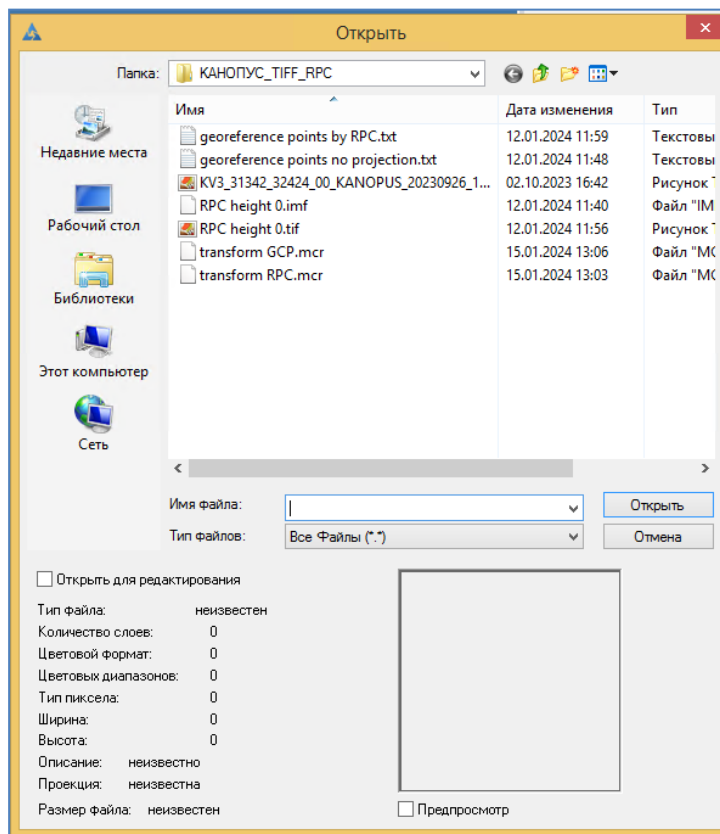 Открыть
Папка: КАНОПУС_TIFF_RPC
Имя Дата изменения Тип
georeference points by RPC.txt 12.01.2024 11:59 Текстовы
georeference points no projection.txt 12.01.2024 11:48 Текстовы
KV3_31342_32424_00_KANOPUS_20230926_1... 02.10.2023 16:42 Рисунок
RPC height 0.imf 12.01.2024 11:40 Файл "IM
RPC height 0.tif 12.01.2024 11:56 Рисунок
transform GCP.mcr 15.01.2024 13:06 Файл "MC
transform RPC.mcr 15.01.2024 13:03 Файл "MC
Недавние места
Рабочий стол
Библиотеки
Этот компьютер
Сеть
Имя файла: Открыть
Тип файлов: Все Файлы (*.*) Отмена
Открыть для редактирования
Тип файла: неизвестен
Количество слоев: 0
Цветовой формат: 0
Цветовых диапазонов: 0
Тип пиксела: 0
Ширина: 0
Высота: 0
Описание: неизвестно
Проекция: неизвестна
Размер файла: неизвестен
Предпросмотр